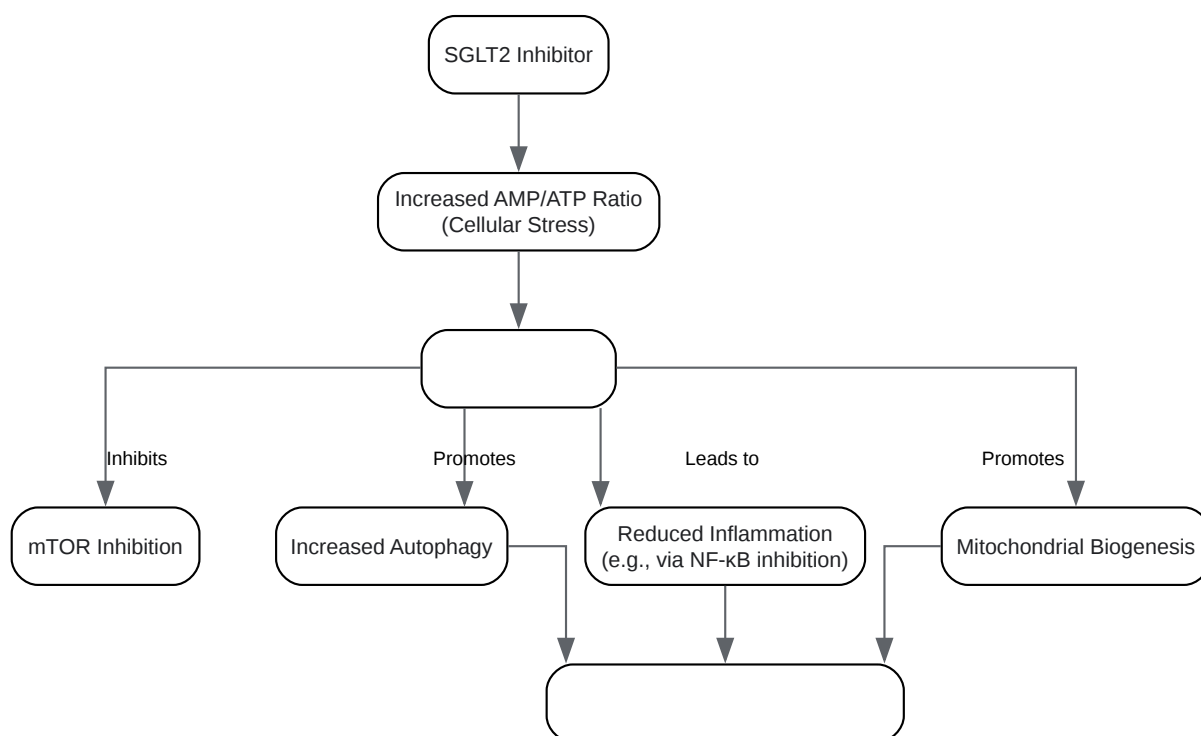 SGLT2 Inhibitor
Increased AMP/ATP Ratio
(Cellular Stress)
Inhibits
Promotes
Leads to
Promotes
mTOR Inhibition
Increased Autophagy
Reduced Inflammation
(e.g., via NF-κB inhibition)
Mitochondrial Biogenesis